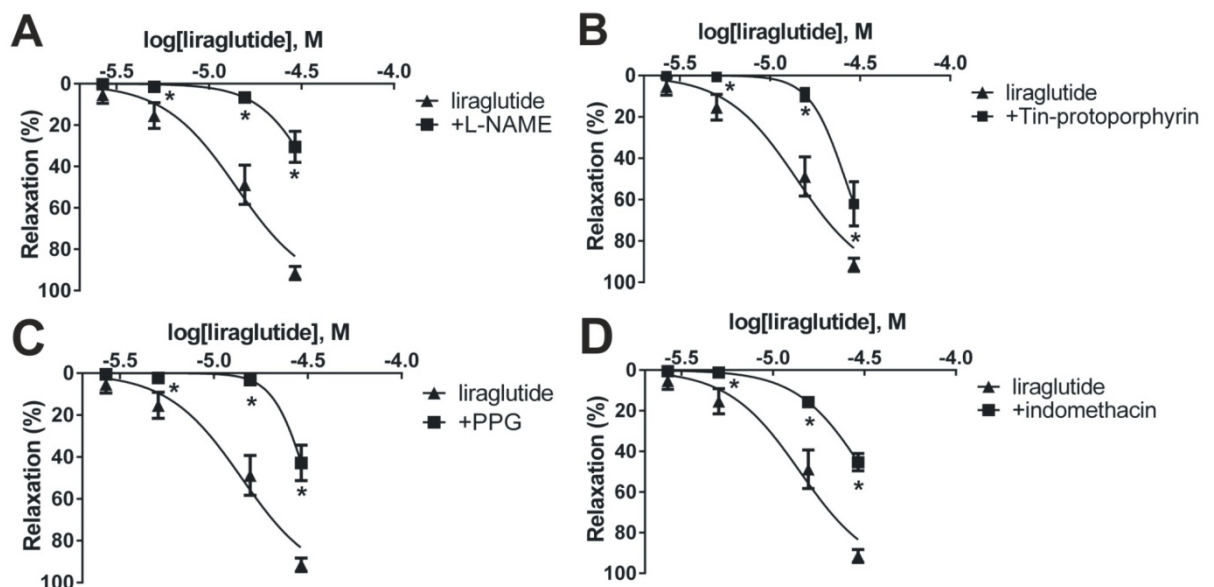 A
log[liraglutide], M
-5.5 -5.0 -4.5 -4.0
0
20
40
60
80
100
Relaxation (%)
*
*
*
liraglutide
+L-NAME
B
log[liraglutide], M
-5.5 -5.0 -4.5 -4.0
0
20
40
60
80
100
Relaxation (%)
*
*
*
liraglutide
+Tin-protoporphyrin
C
log[liraglutide], M
-5.5 -5.0 -4.5 -4.0
0
20
40
60
80
100
Relaxation (%)
*
*
*
liraglutide
+PPG
D
log[liraglutide], M
-5.5 -5.0 -4.5 -4.0
0
20
40
60
80
100
Relaxation (%)
*
*
*
liraglutide
+indomethacin